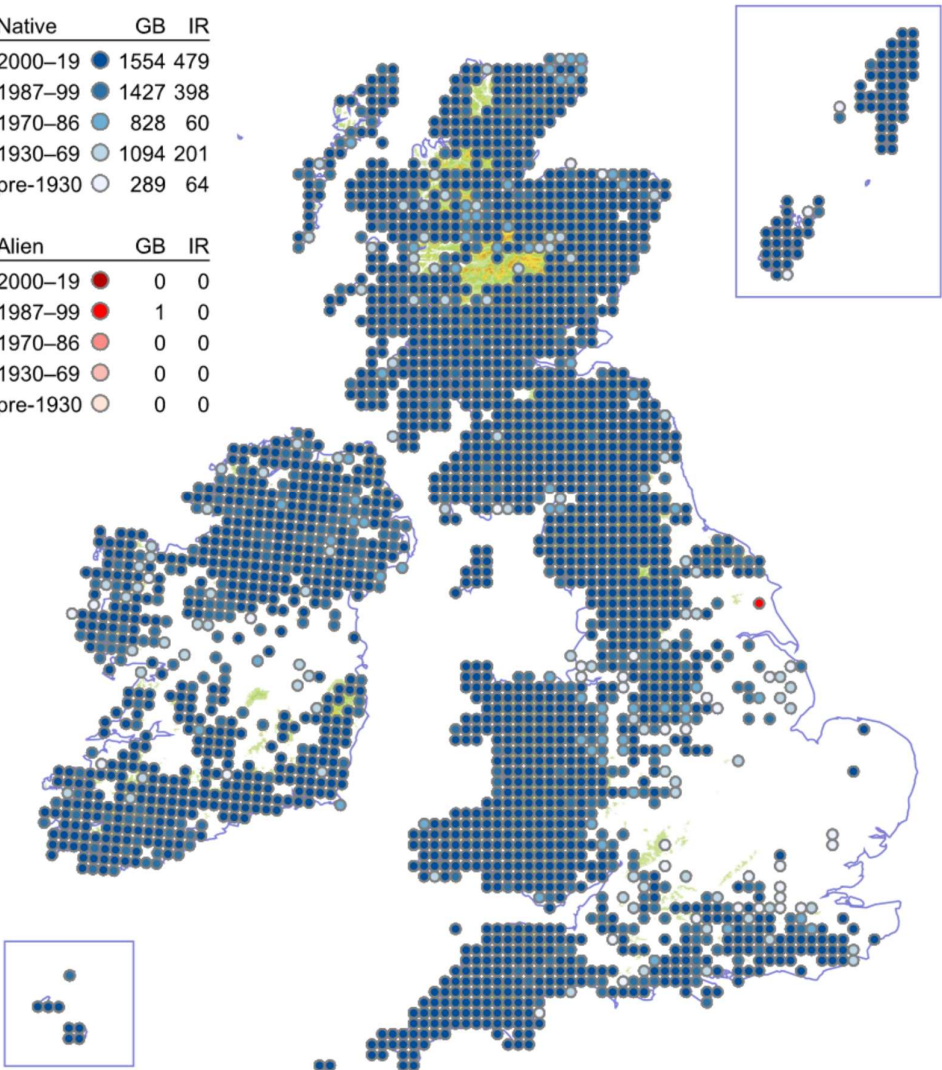 Native GB IR
2000–19 1554 479
1987–99 1427 398
1970–86 828 60
1930–69 1094 201
pre-1930 289 64
Alien GB IR
2000–19 0 0
1987–99 1 0
1970–86 0 0
1930–69 0 0
pre-1930 0 0